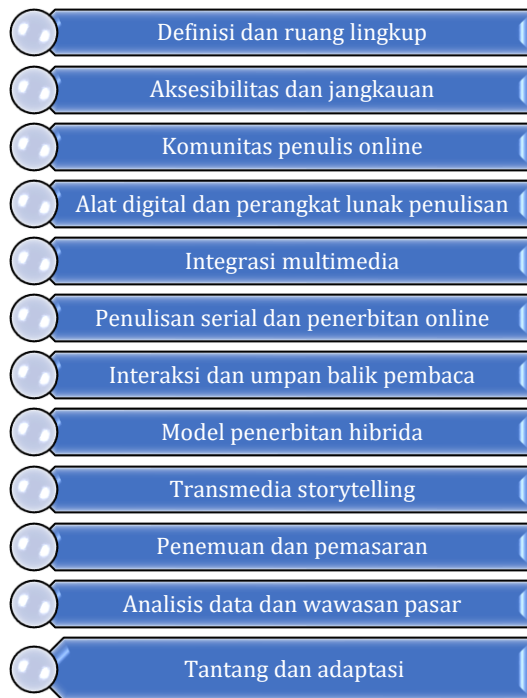 Definisi dan ruang lingkup
Aksesibilitas dan jangkauan
Komunitas penulis online
Alat digital dan perangkat lunak penulisan
Integrasi multimedia
Penulisan serial dan penerbitan online
Interaksi dan umpan balik pembaca
Model penerbitan hibrida
Transmedia storytelling
Penemuan dan pemasaran
Analisis data dan wawasan pasar
Tantang dan adaptasi